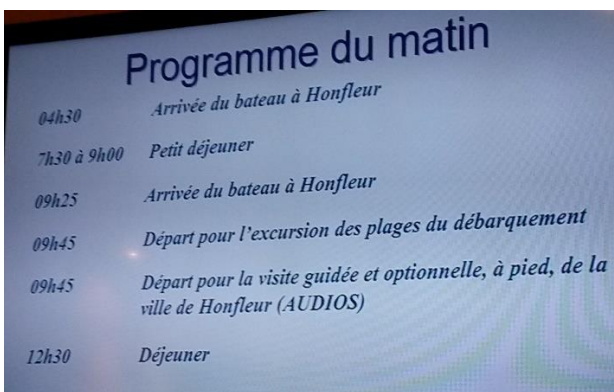 Programme du matin
04h30 Arrivée du bateau à Honfleur
7h30 à 9h00 Petit déjeuner
09h25 Arrivée du bateau à Honfleur
09h45 Départ pour l'excursion des plages du débarquement
09h45 Départ pour la visite guidée et optionnelle, à pied, de la
ville de Honfleur (AUDIOS)
12h30 Déjeuner